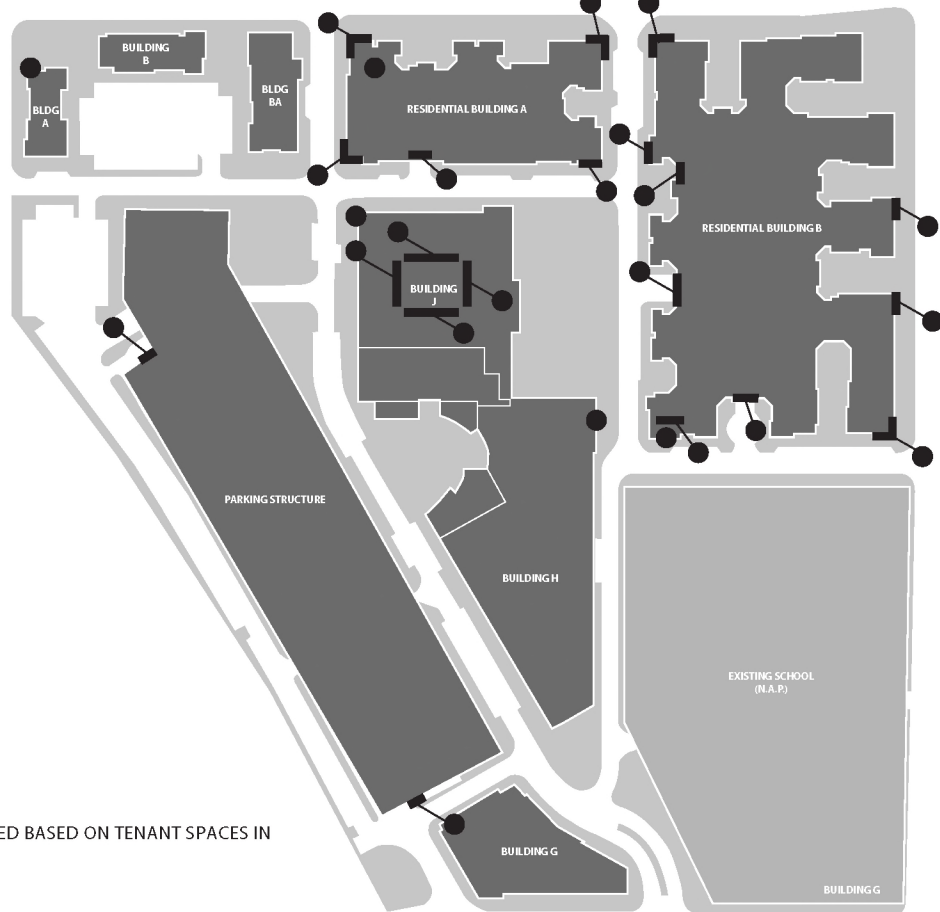 BUILDING
B
BLDG
A
BLDG
BA
RESIDENTIAL BUILDING A
RESIDENTIAL BUILDING B
BUILDING
J
PARKING STRUCTURE
BUILDING H
EXISTING SCHOOL
(N.A.P.)
ED BASED ON TENANT SPACES IN
BUILDING G
BUILDING G